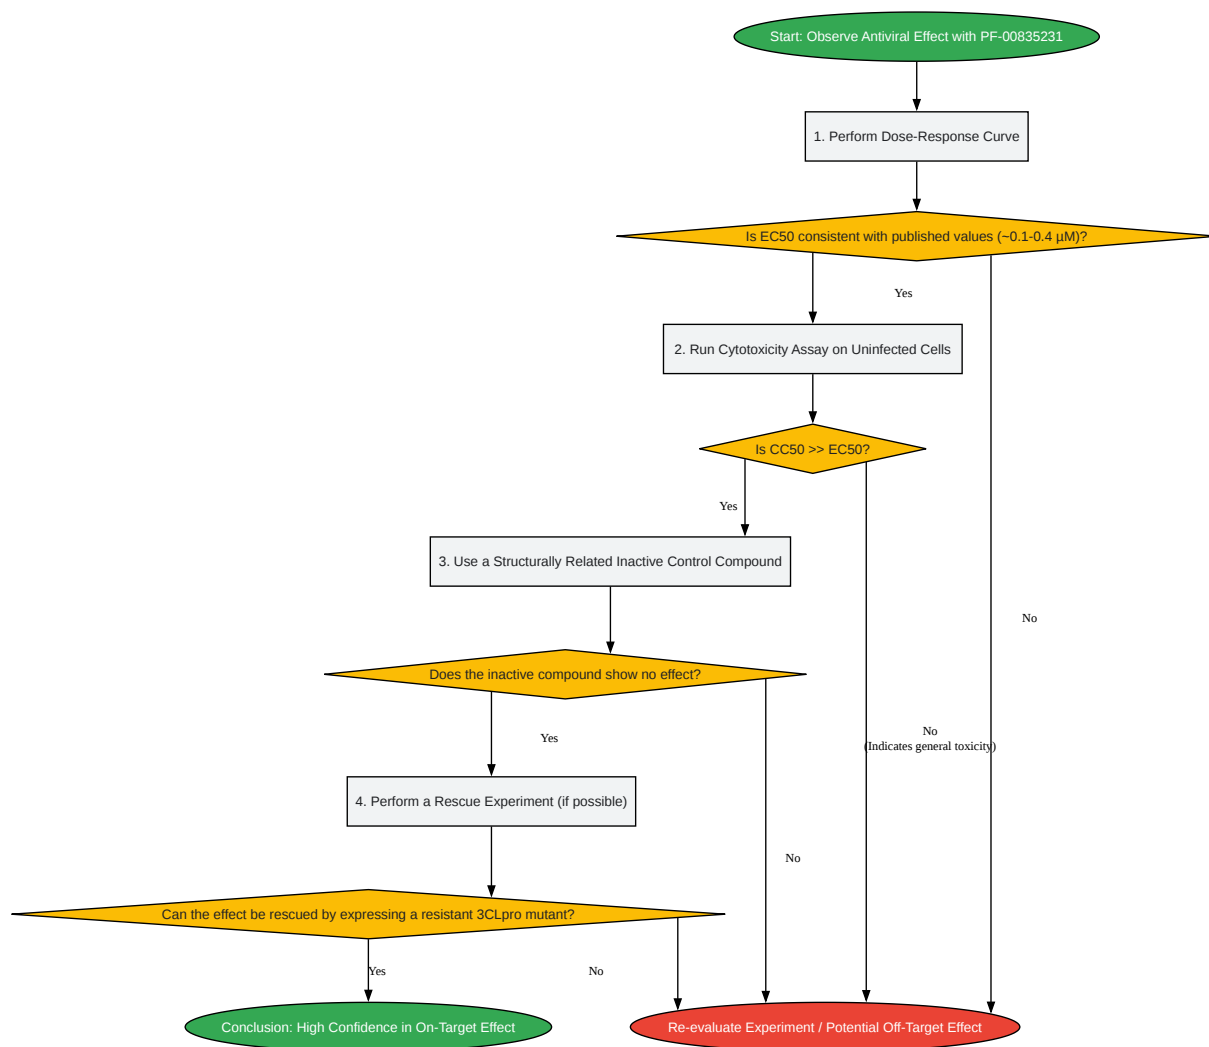 Start: Observe Antiviral Effect with PF-00835231
1. Perform Dose-Response Curve
Is EC50 consistent with published values (~0.1-0.4 µM)?
Yes
2. Run Cytotoxicity Assay on Uninfected Cells
Is CC50 >> EC50?
Yes
3. Use a Structurally Related Inactive Control Compound
No
Does the inactive compound show no effect?
No
(Indicates general toxicity)
Yes
4. Perform a Rescue Experiment (if possible)
No
Can the effect be rescued by expressing a resistant 3CLpro mutant?
Yes
No
Conclusion: High Confidence in On-Target Effect
Re-evaluate Experiment / Potential Off-Target Effect